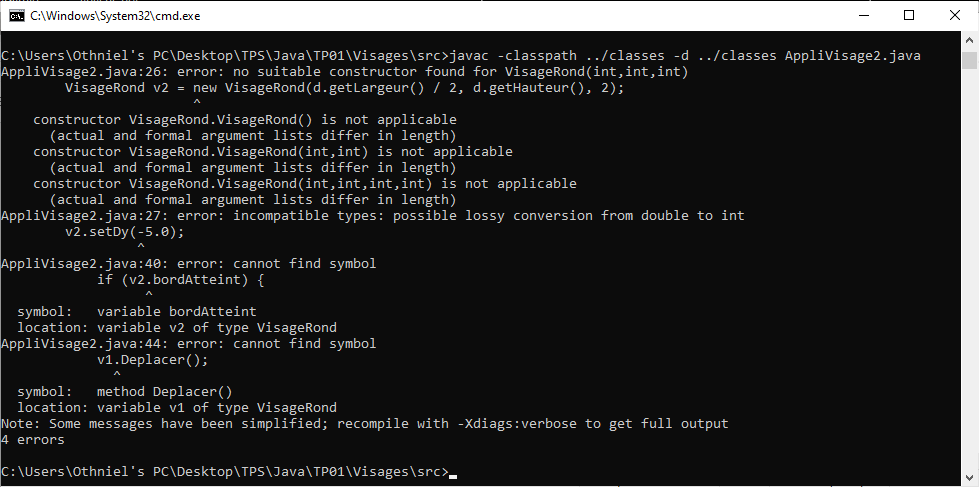 C:\Windows\System32\cmd.exe
C:\Users\Othniel's PC\Desktop\TPS\Java\TP01\Visages\src>javac -classpath ../classes -d ../classes AppliVisage2.java
AppliVisage2.java:26: error: no suitable constructor found for VisageRond(int,int,int)
        VisageRond v2 = new VisageRond(d.getLargeur() / 2, d.getHauteur(), 2);
                        ^
    constructor VisageRond.VisageRond() is not applicable
      (actual and formal argument lists differ in length)
    constructor VisageRond.VisageRond(int,int) is not applicable
      (actual and formal argument lists differ in length)
    constructor VisageRond.VisageRond(int,int,int,int) is not applicable
      (actual and formal argument lists differ in length)
AppliVisage2.java:27: error: incompatible types: possible lossy conversion from double to int
        v2.setDy(-5.0);
                 ^
AppliVisage2.java:40: error: cannot find symbol
            if (v2.bordAtteint) {
                  ^
  symbol:   variable bordAtteint
  location: variable v2 of type VisageRond
AppliVisage2.java:44: error: cannot find symbol
            v1.Deplacer();
              ^
  symbol:   method Deplacer()
  location: variable v1 of type VisageRond
Note: Some messages have been simplified; recompile with -Xdiags:verbose to get full output
4 errors
C:\Users\Othniel's PC\Desktop\TPS\Java\TP01\Visages\src>